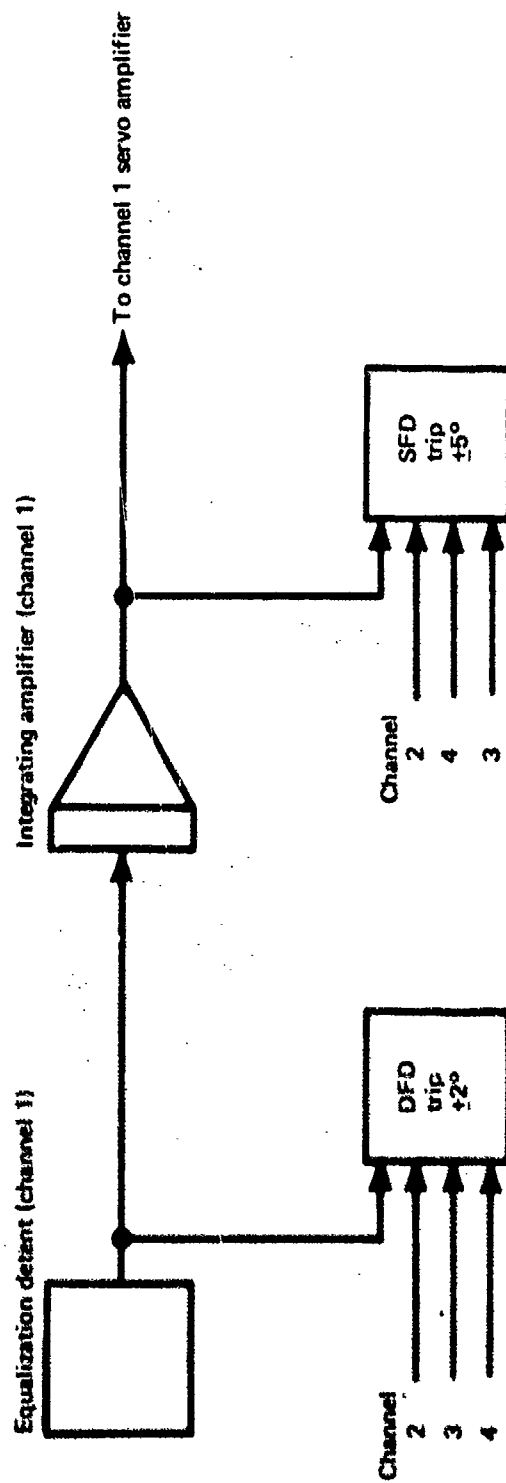 Equalization detent (channel 1)
Integrating amplifier (channel 1)
To channel 1 servo amplifier
Channel
2
3
4
DFD
trip
±2°
Channel
2
4
3
SFD
trip
±5°